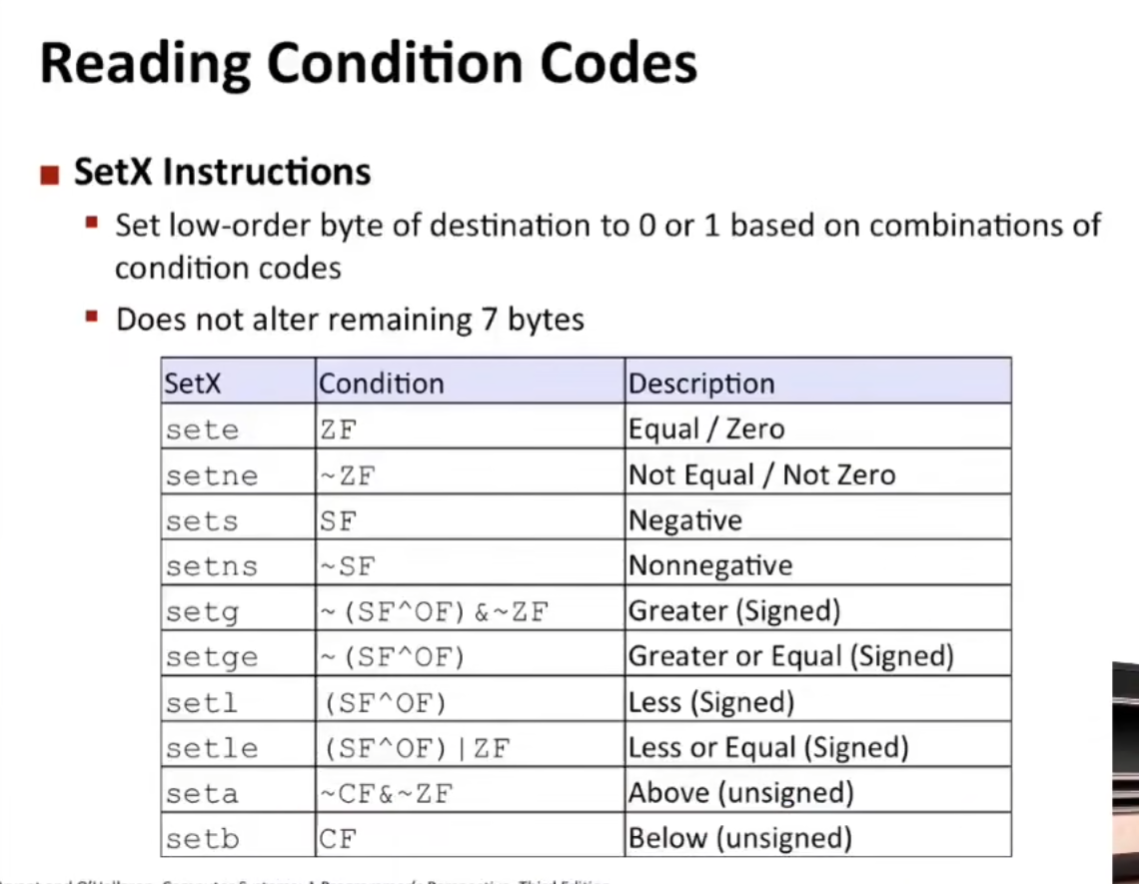 Reading Condition Codes
■ SetX Instructions
▪ Set low-order byte of destination to 0 or 1 based on combinations of
condition codes
▪ Does not alter remaining 7 bytes
SetX Condition Description
sete ZF Equal / Zero
setne ~ZF Not Equal / Not Zero
sets SF Negative
setns ~SF Nonnegative
setg ~(SF^OF)&~ZF Greater (Signed)
setge ~(SF^OF) Greater or Equal (Signed)
setl (SF^OF) Less (Signed)
setle (SF^OF)|ZF Less or Equal (Signed)
seta ~CF&~ZF Above (unsigned)
setb CF Below (unsigned)